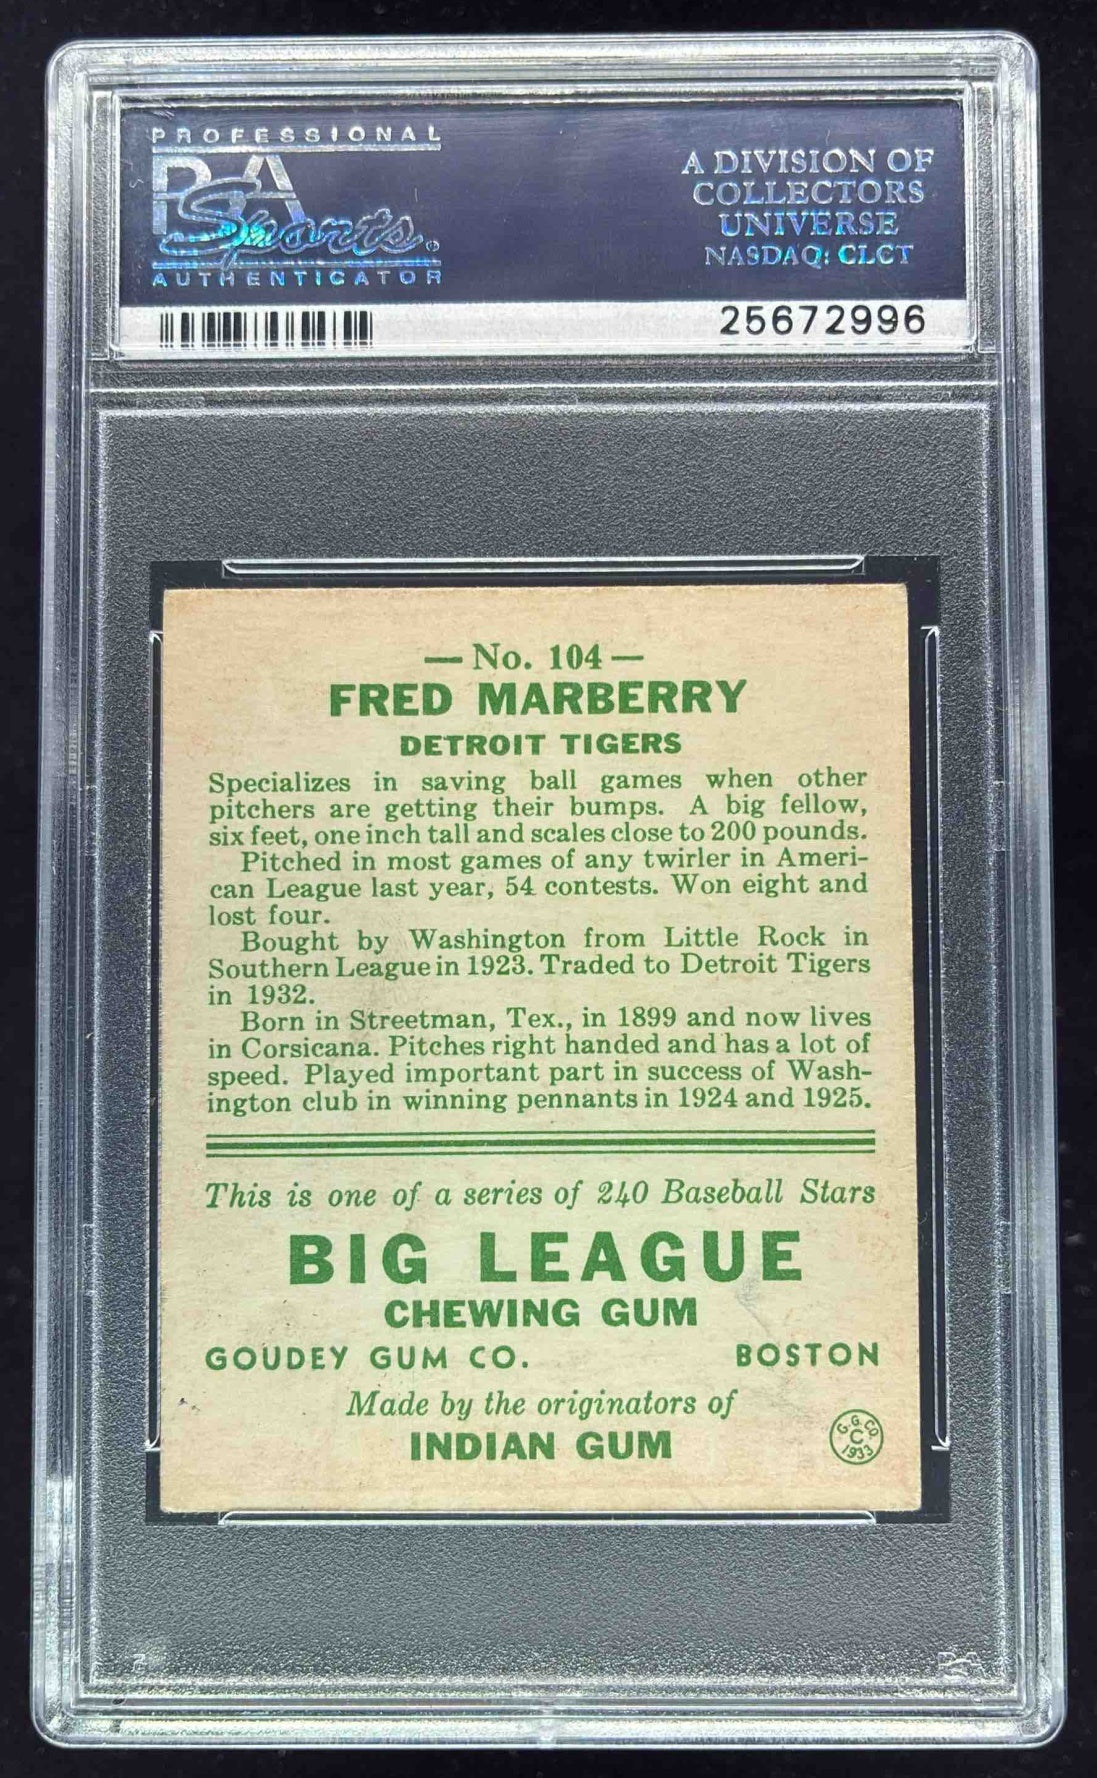 PROFESSIONAL
PSA
Sports®
AUTHENTICATOR
A DIVISION OF
COLLECTORS
UNIVERSE
NASDAQ: CLCT
25672996
— No. 104 —
FRED MARBERRY
DETROIT TIGERS
Specializes in saving ball games when other
pitchers are getting their bumps. A big fellow,
six feet, one inch tall and scales close to 200 pounds.
Pitched in most games of any twirler in Ameri-
can League last year, 54 contests. Won eight and
lost four.
Bought by Washington from Little Rock in
Southern League in 1923. Traded to Detroit Tigers
in 1932.
Born in Streetman, Tex., in 1899 and now lives
in Corsicana. Pitches right handed and has a lot of
speed. Played important part in success of Wash-
ington club in winning pennants in 1924 and 1925.
This is one of a series of 240 Baseball Stars
BIG LEAGUE
CHEWING GUM
GOUDEY GUM CO. BOSTON
Made by the originators of
INDIAN GUM
G.G.CO.
C
1933
PSA